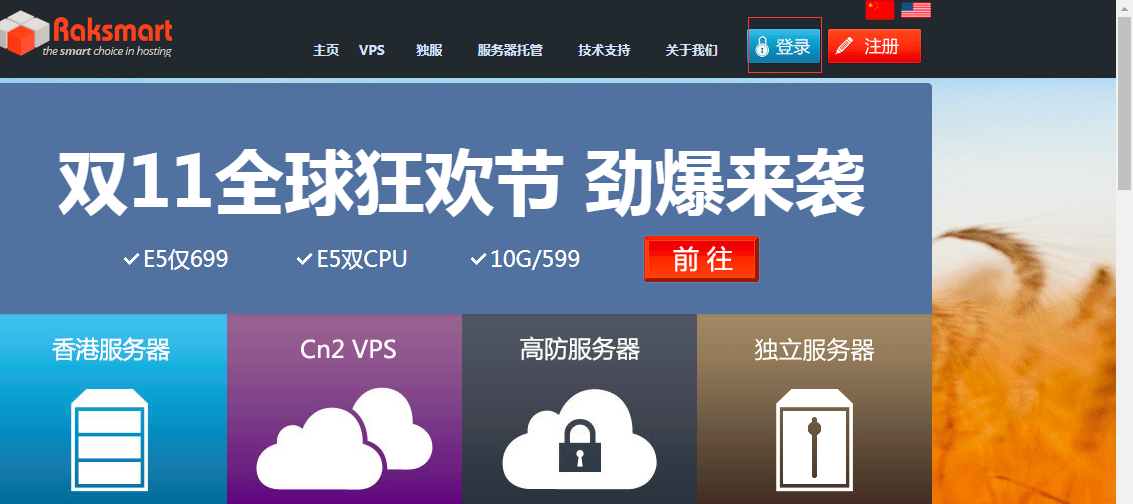 Raksmart
the smart choice in hosting
主页 VPS 独服 服务器托管 技术支持 关于我们 登录 注册
双11全球狂欢节 劲爆来袭
E5仅699 E5双CPU 10G/599 前往
香港服务器 Cn2 VPS 高防服务器 独立服务器